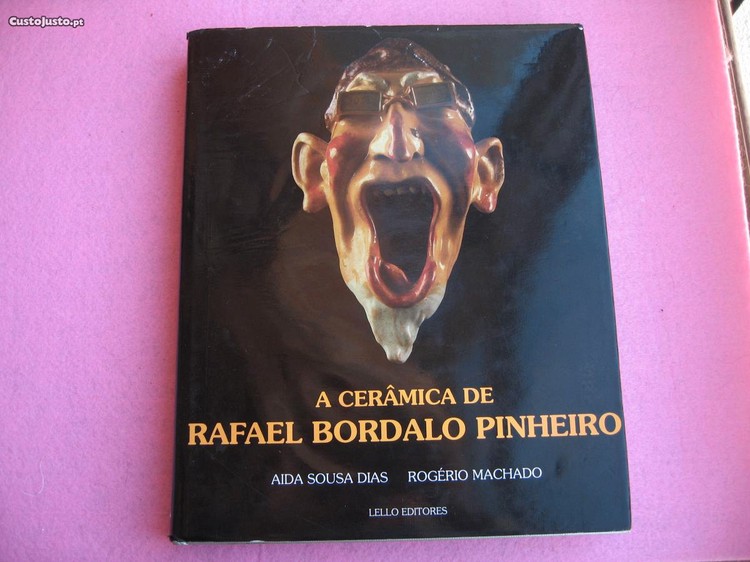 CustoJusto.pt
A CERÂMICA DE
RAFAEL BORDALO PINHEIRO
AIDA SOUSA DIAS ROGÉRIO MACHADO
LELLO EDITORES